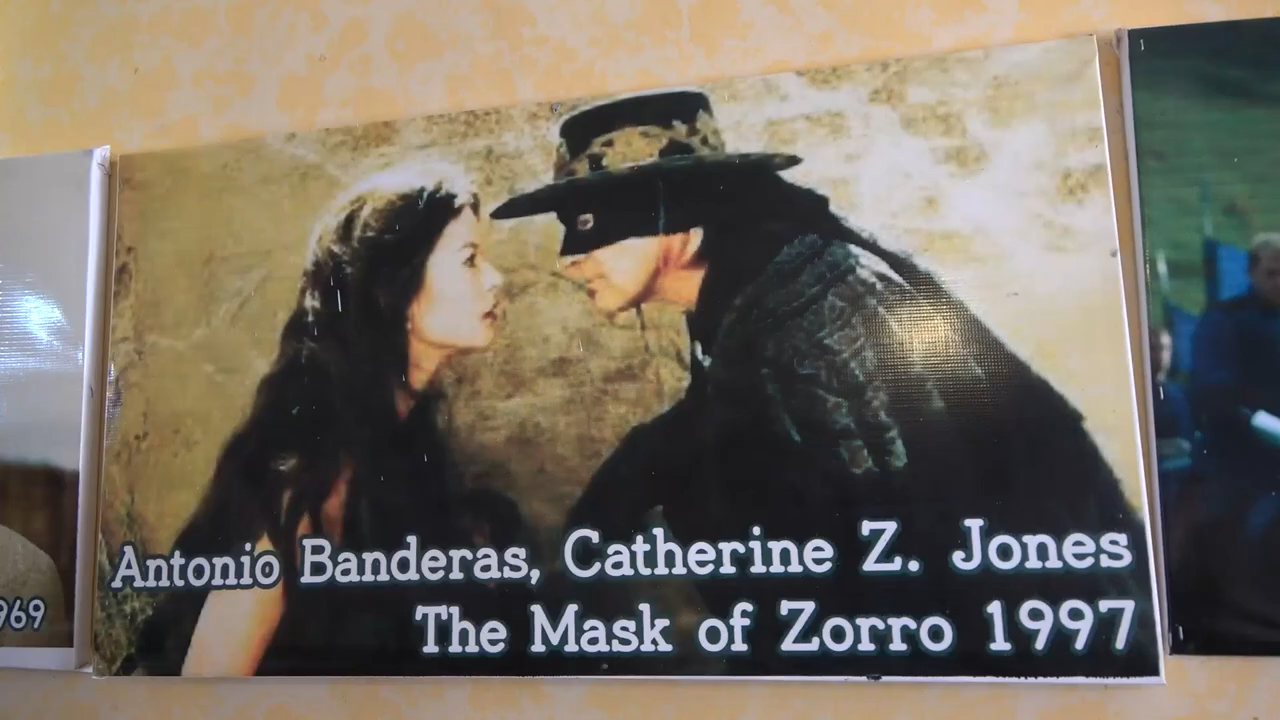 969
Antonio Banderas, Catherine Z. Jones
The Mask of Zorro 1997